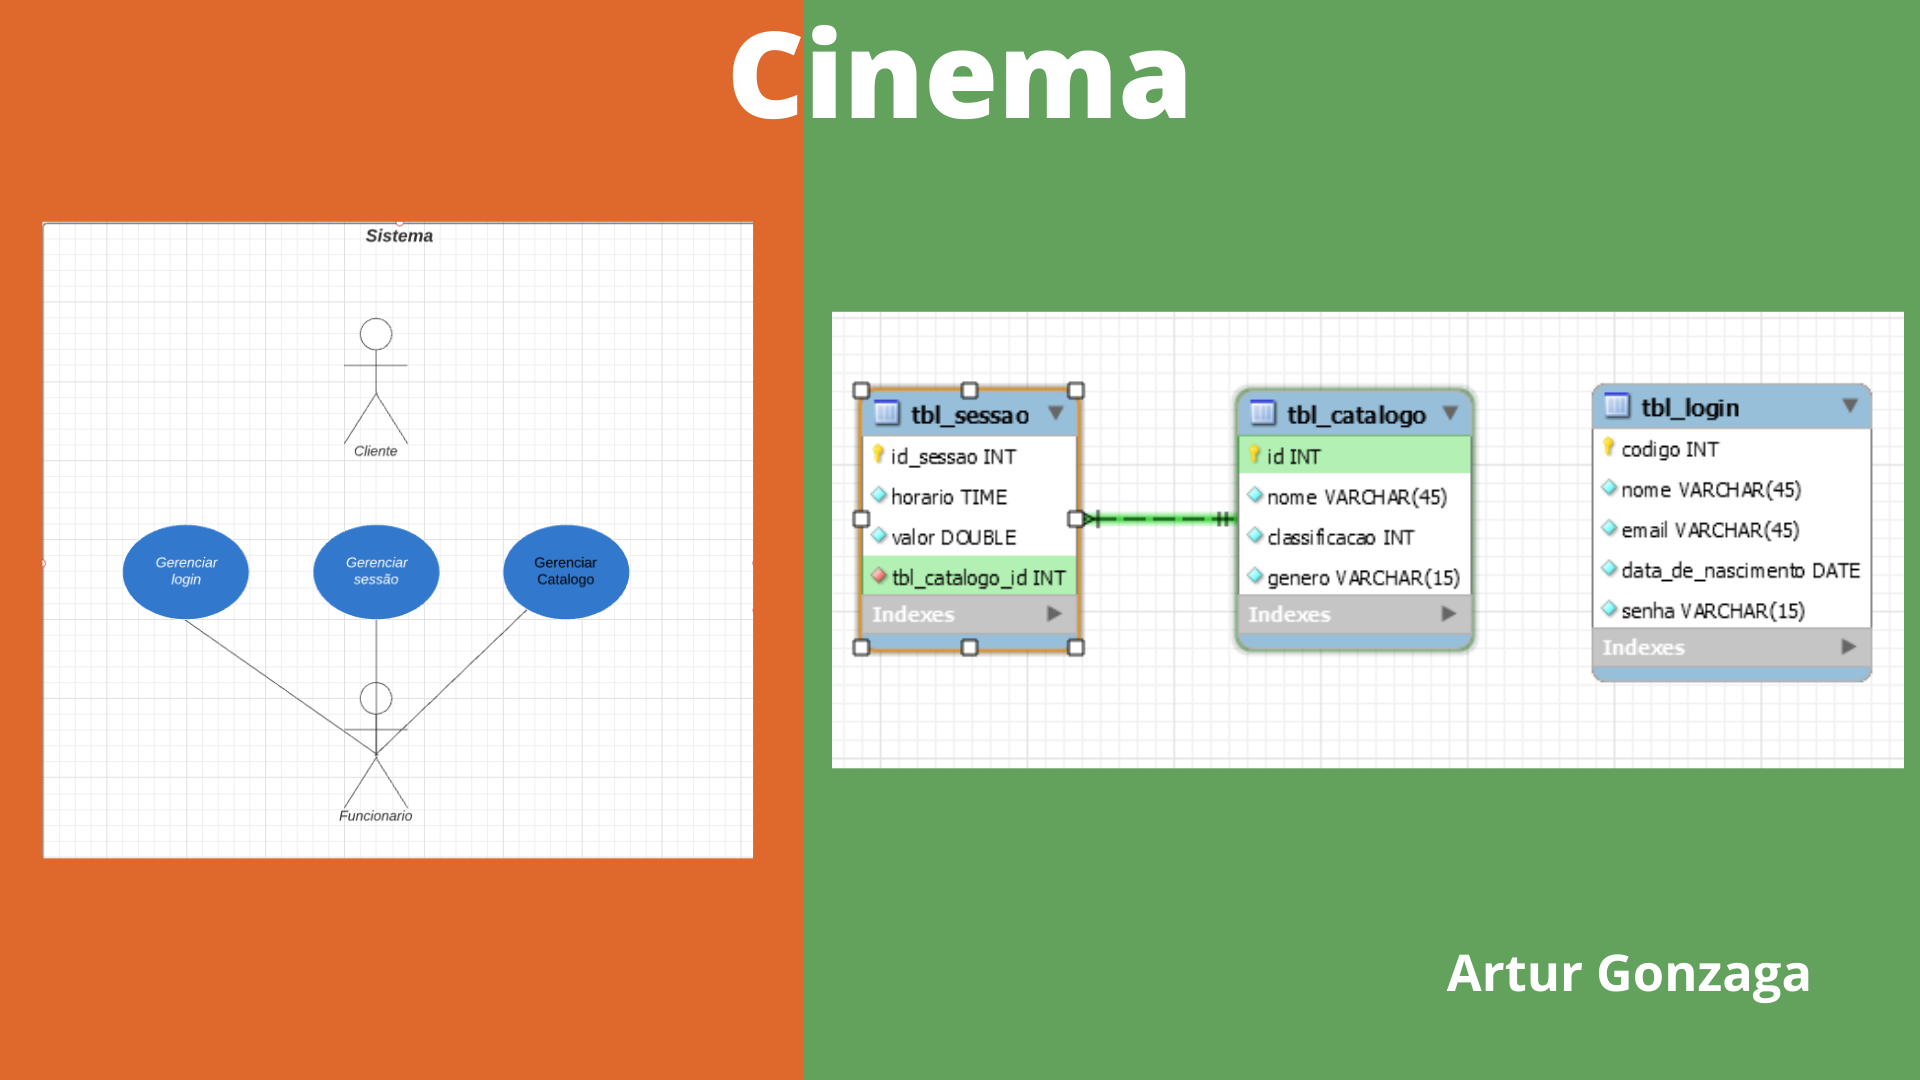 Cinema
Sistema
Cliente
Gerenciar
login
Gerenciar
sessão
Gerenciar
Catalogo
Funcionario
tbl_sessao
id_sessao INT
horario TIME
valor DOUBLE
tbl_catalogo_id INT
Indexes
tbl_catalogo
id INT
nome VARCHAR(45)
classificacao INT
genero VARCHAR(15)
Indexes
tbl_login
codigo INT
nome VARCHAR(45)
email VARCHAR(45)
data_de_nascimento DATE
senha VARCHAR(15)
Indexes
Artur Gonzaga